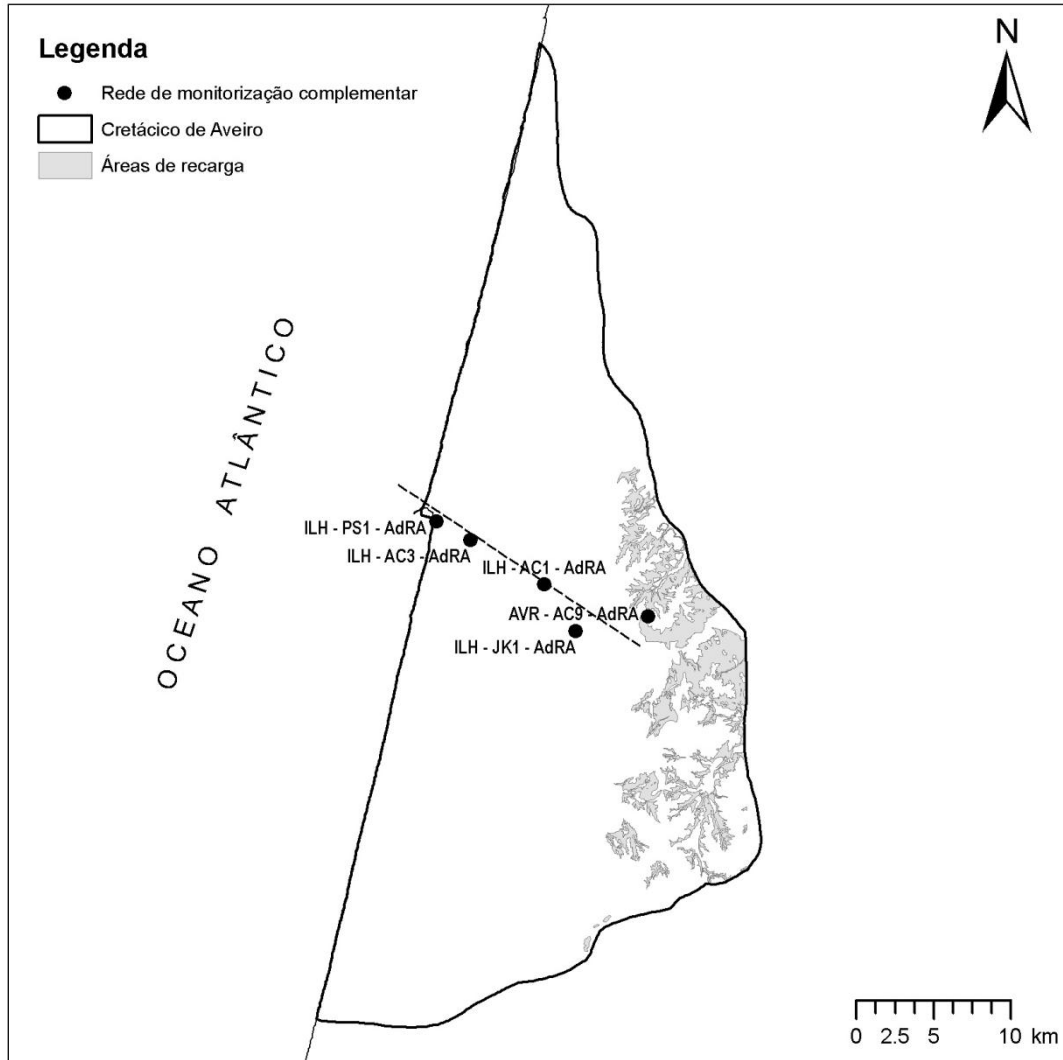 Legenda
Rede de monitorização complementar
Cretácico de Aveiro
Áreas de recarga
N
OCEANO ATLÂNTICO
ILH - PS1 - AdRA
ILH - AC3 - AdRA
ILH - AC1 - AdRA
AVR - AC9 - AdRA
ILH - JK1 - AdRA
0 2.5 5 10 km